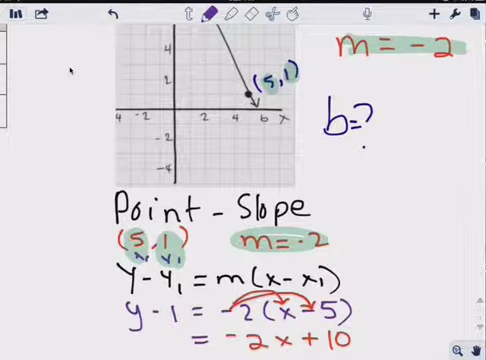 m = -2
4
2
(5, 1)
-4 -2 2 4 6 x
-2
-4
b=?
Point - Slope
(5, 1) m = -2
x₁ y₁
y - y₁ = m(x - x₁)
y - 1 = -2(x - 5)
= -2x + 10